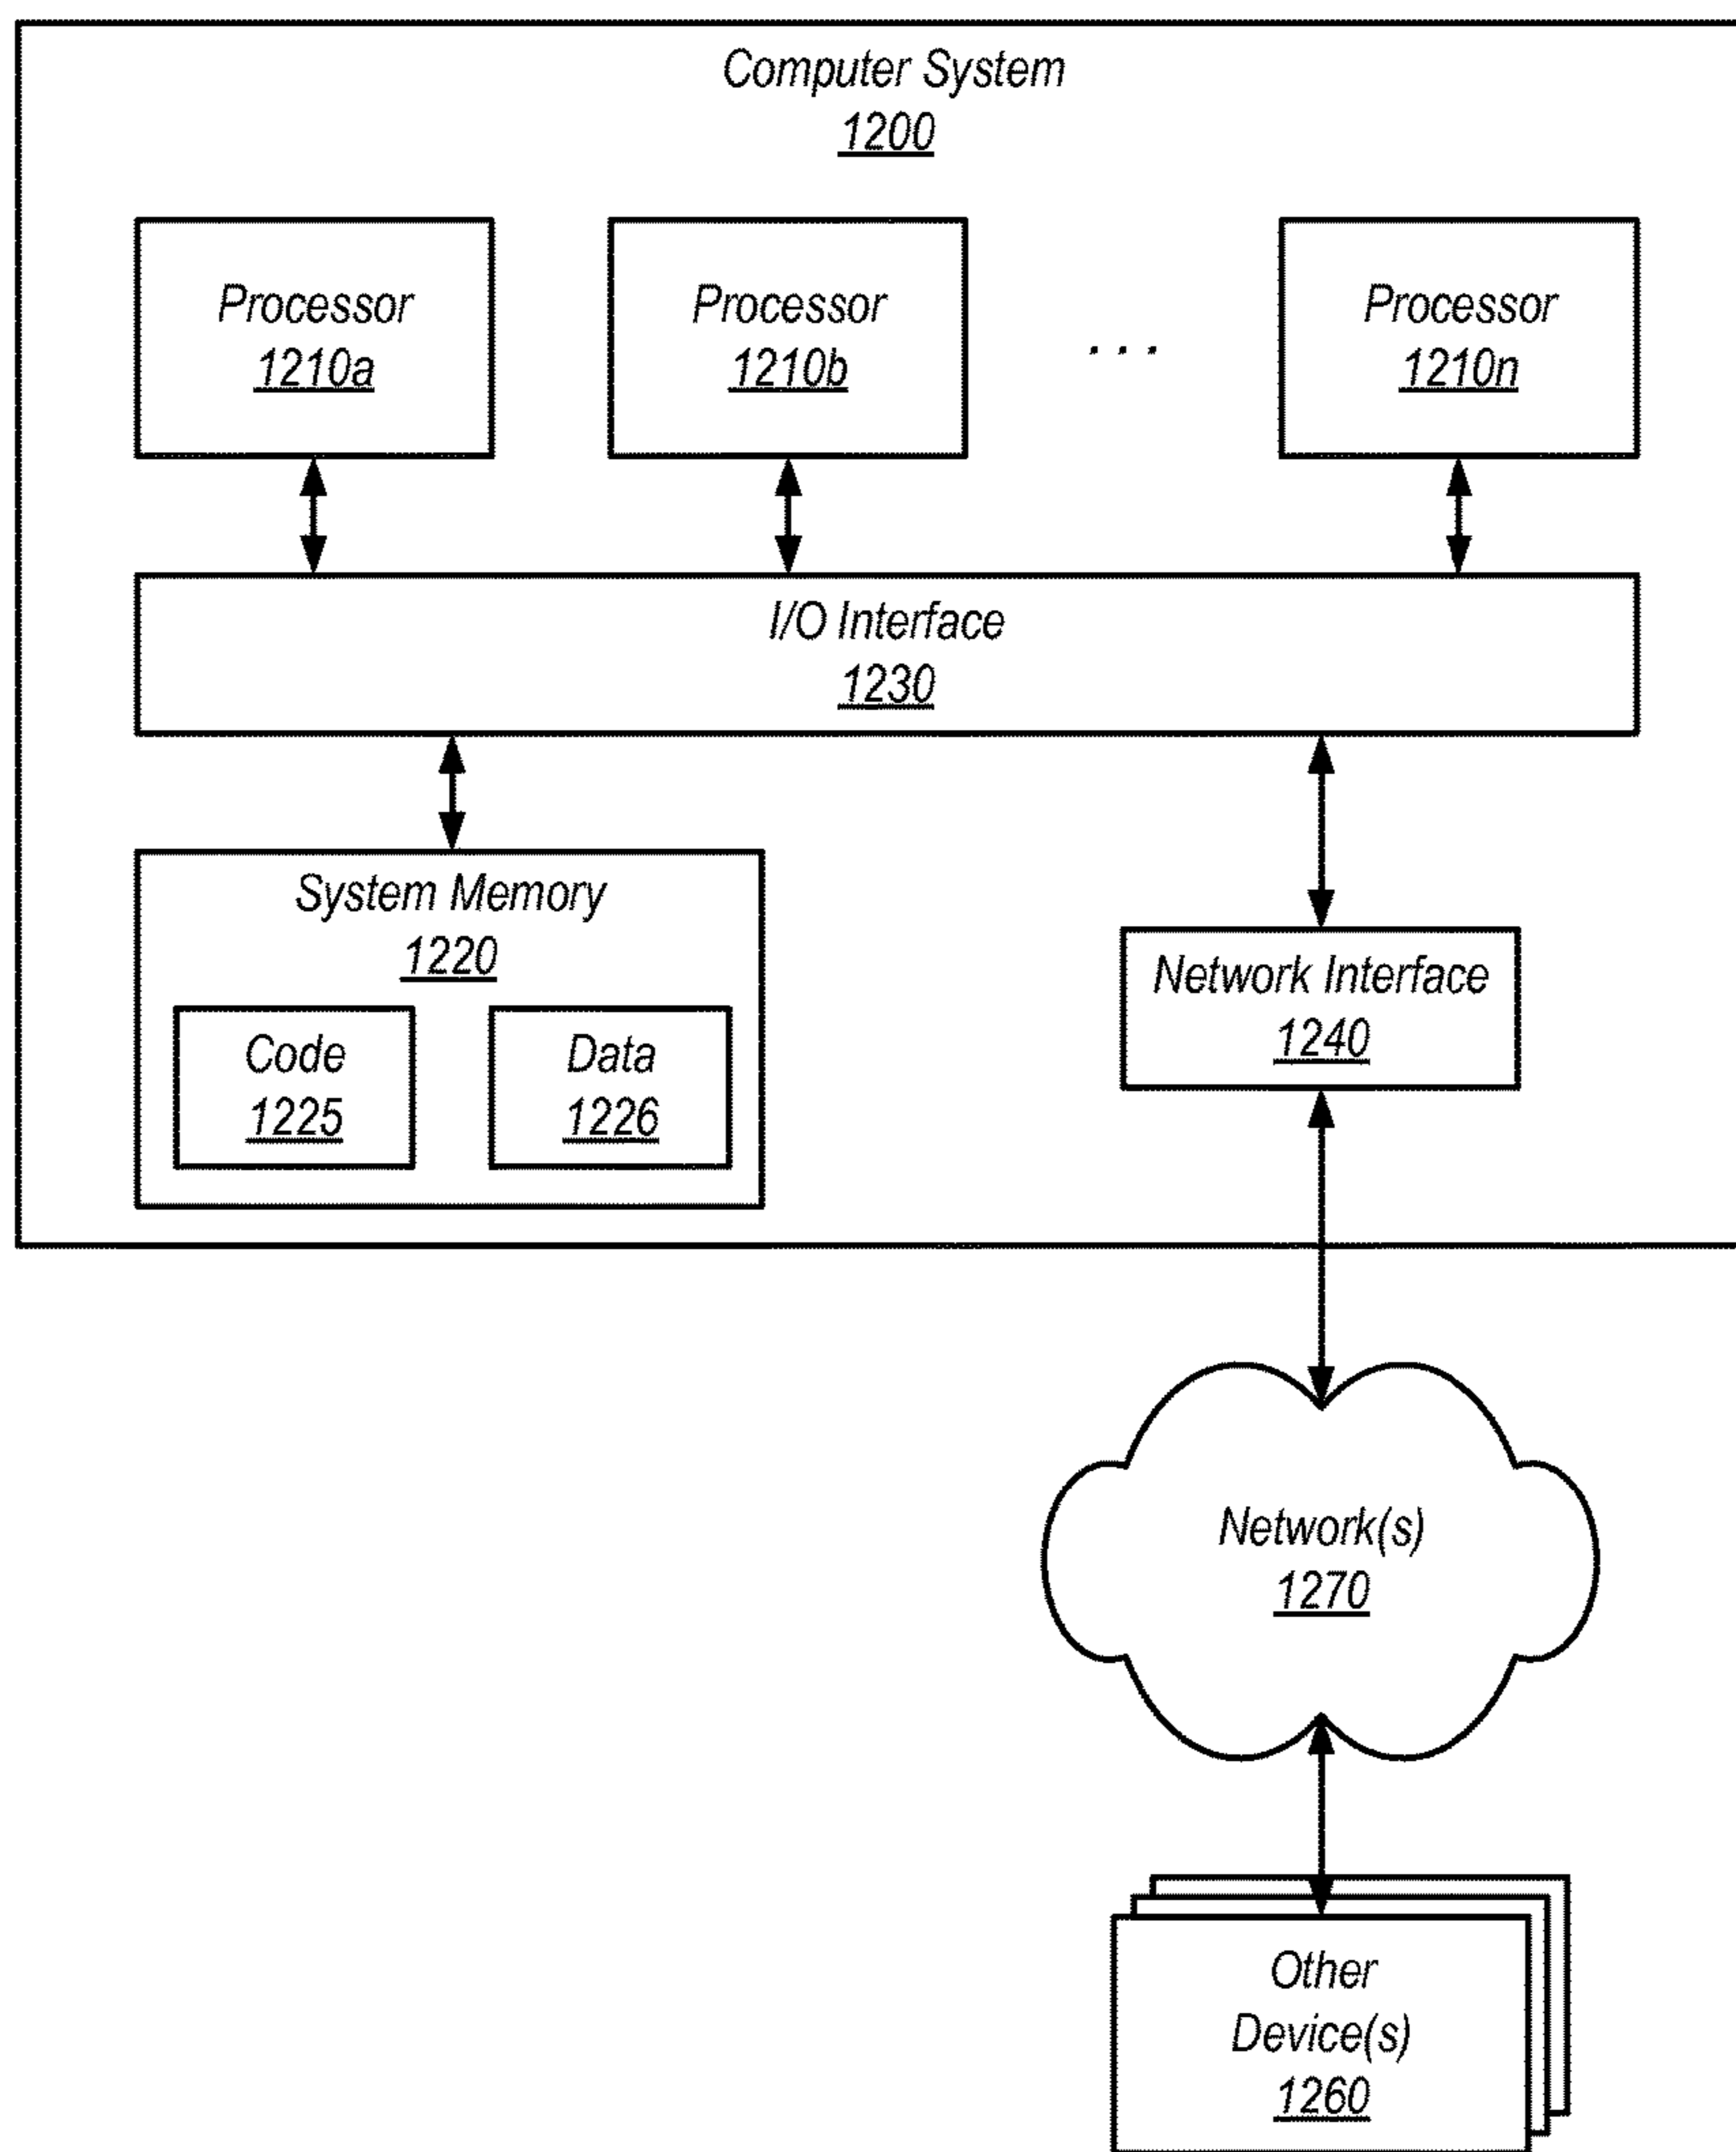 Computer System
1200
Processor
1210a
Processor
1210b
. . .
Processor
1210n
I/O Interface
1230
System Memory
1220
Code
1225
Data
1226
Network Interface
1240
Network(s)
1270
Other
Device(s)
1260